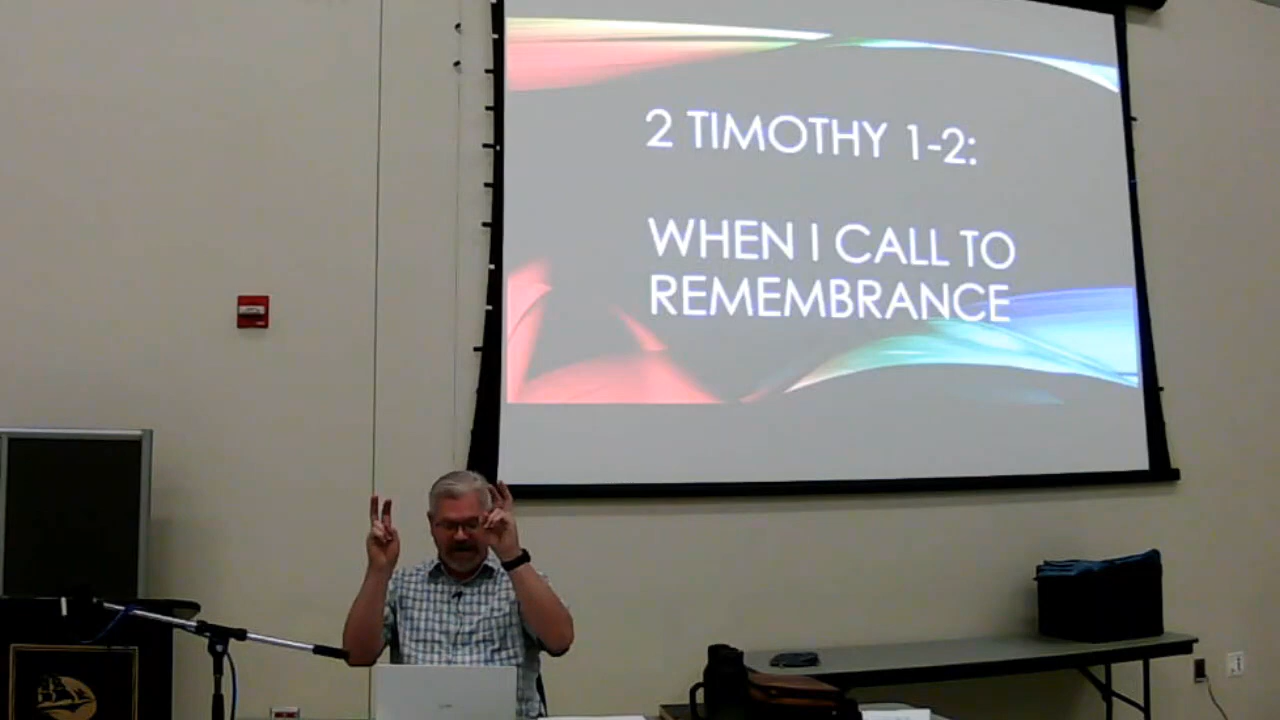 2 TIMOTHY 1-2:
WHEN I CALL TO
REMEMBRANCE